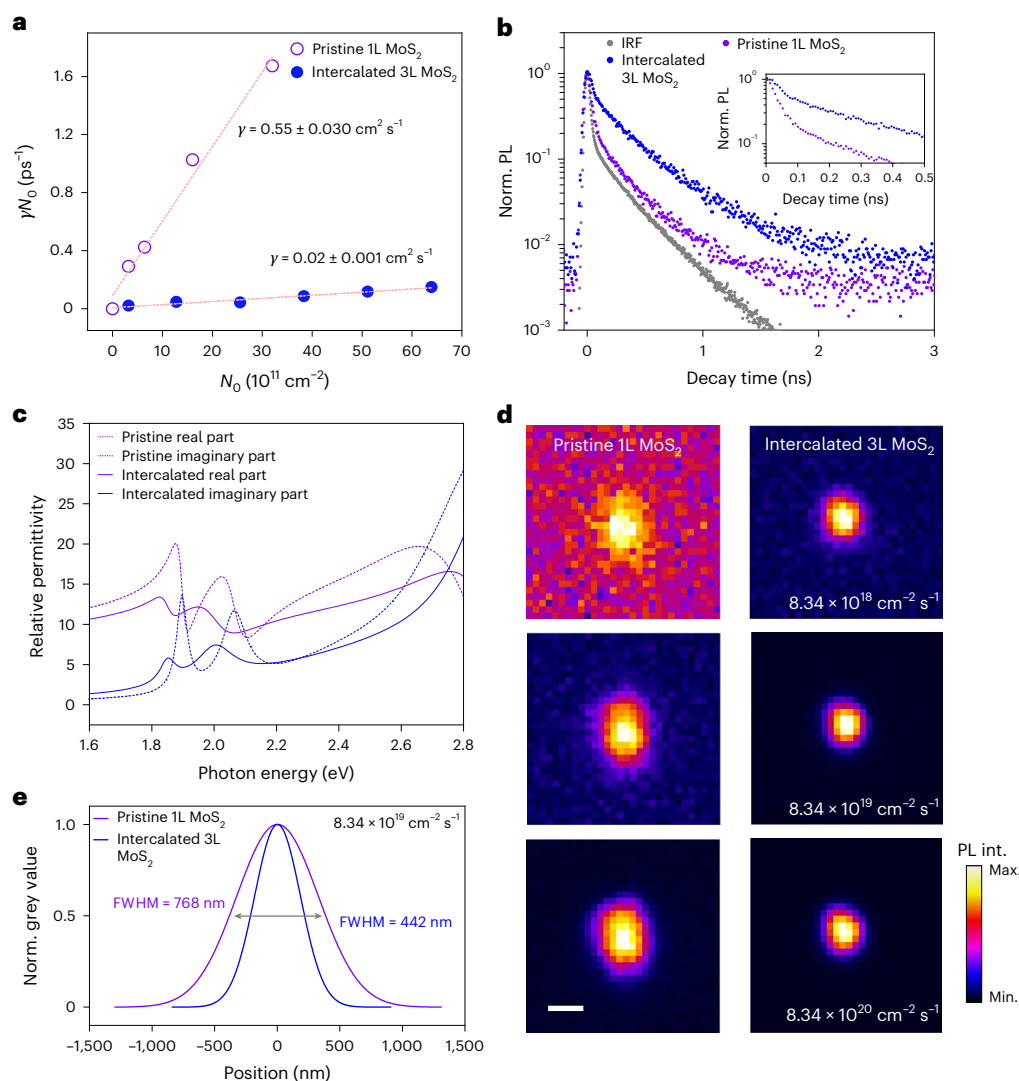 a
Pristine 1L MoS₂
Intercalated 3L MoS₂
γ = 0.55 ± 0.030 cm² s⁻¹
γ = 0.02 ± 0.001 cm² s⁻¹
γN₀ (ps⁻¹)
1.6
1.2
0.8
0.4
0
0 10 20 30 40 50 60 70
N₀ (10¹¹ cm⁻²)
b
IRF
Pristine 1L MoS₂
Intercalated
3L MoS₂
Norm. PL
10⁰
10⁻¹
10⁻²
10⁻³
0 1 2 3
Decay time (ns)
Norm. PL
10⁰
10⁻¹
0 0.1 0.2 0.3 0.4 0.5
Decay time (ns)
c
Pristine real part
Pristine imaginary part
Intercalated real part
Intercalated imaginary part
Relative permittivity
35
30
25
20
15
10
5
0
1.6 1.8 2.0 2.2 2.4 2.6 2.8
Photon energy (eV)
d
Pristine 1L MoS₂
Intercalated 3L MoS₂
8.34 × 10¹⁸ cm⁻² s⁻¹
8.34 × 10¹⁹ cm⁻² s⁻¹
8.34 × 10²⁰ cm⁻² s⁻¹
PL int.
Max.
Min.
e
Pristine 1L MoS₂
Intercalated 3L
MoS₂
8.34 × 10¹⁹ cm⁻² s⁻¹
FWHM = 768 nm
FWHM = 442 nm
Norm. grey value
1.0
0.5
0
–1,500 –1,000 –500 0 500 1,000 1,500
Position (nm)